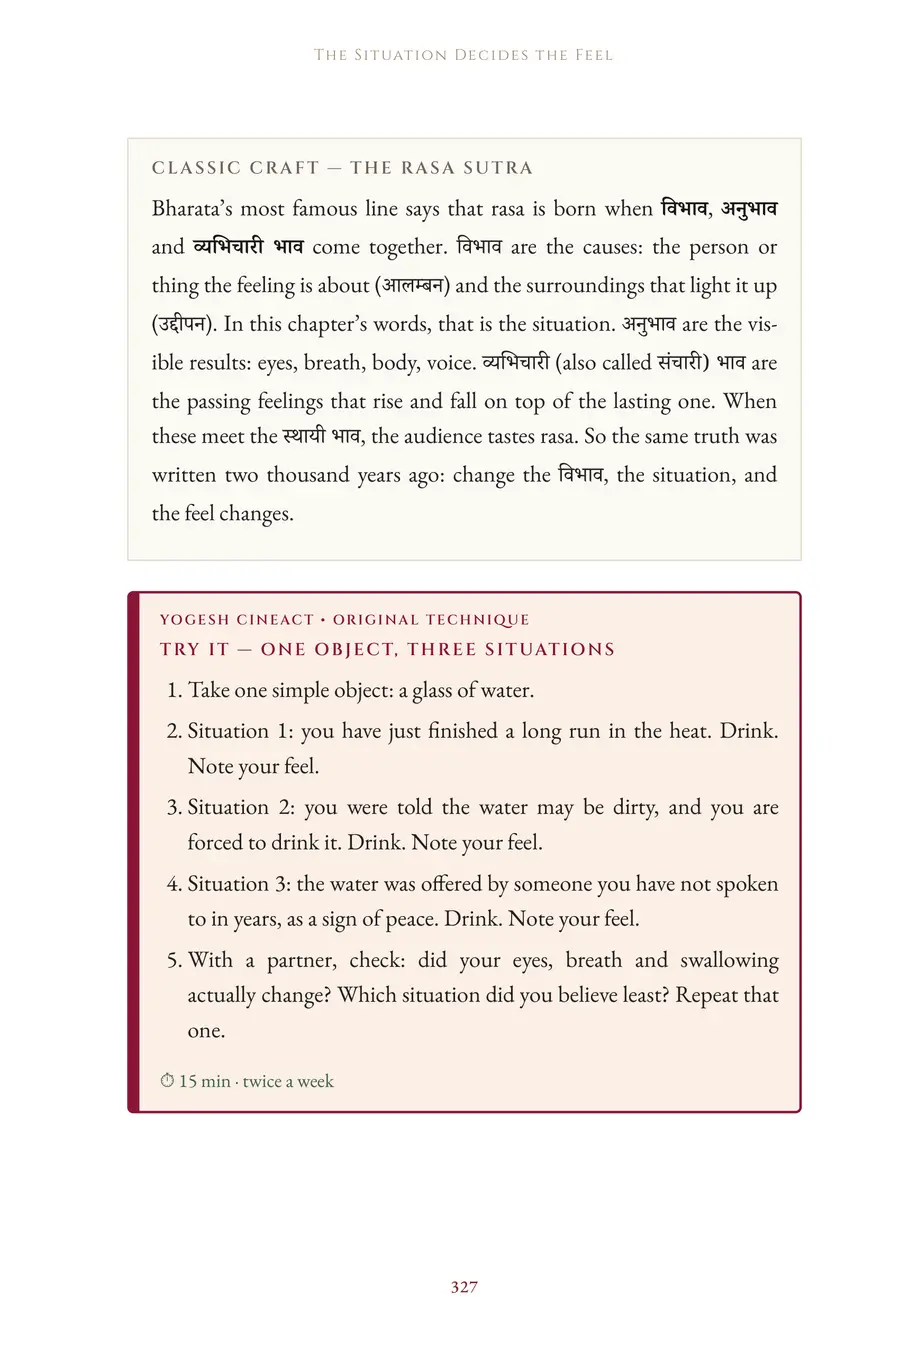 The Situation Decides the Feel
CLASSIC CRAFT — THE RASA SUTRA
Bharata’s most famous line says that rasa is born when विभाव, अनुभाव
and व्यभिचारी भाव come together. विभाव are the causes: the person or
thing the feeling is about (आलम्बन) and the surroundings that light it up
(उद्दीपन). In this chapter’s words, that is the situation. अनुभाव are the vis-
ible results: eyes, breath, body, voice. व्यभिचारी (also called संचारी) भाव are
the passing feelings that rise and fall on top of the lasting one. When
these meet the स्थायी भाव, the audience tastes rasa. So the same truth was
written two thousand years ago: change the विभाव, the situation, and
the feel changes.
YOGESH CINEACT • ORIGINAL TECHNIQUE
TRY IT — ONE OBJECT, THREE SITUATIONS
1. Take one simple object: a glass of water.
2. Situation 1: you have just finished a long run in the heat. Drink.
Note your feel.
3. Situation 2: you were told the water may be dirty, and you are
forced to drink it. Drink. Note your feel.
4. Situation 3: the water was offered by someone you have not spoken
to in years, as a sign of peace. Drink. Note your feel.
5. With a partner, check: did your eyes, breath and swallowing
actually change? Which situation did you believe least? Repeat that
one.
⏱ 15 min · twice a week
327